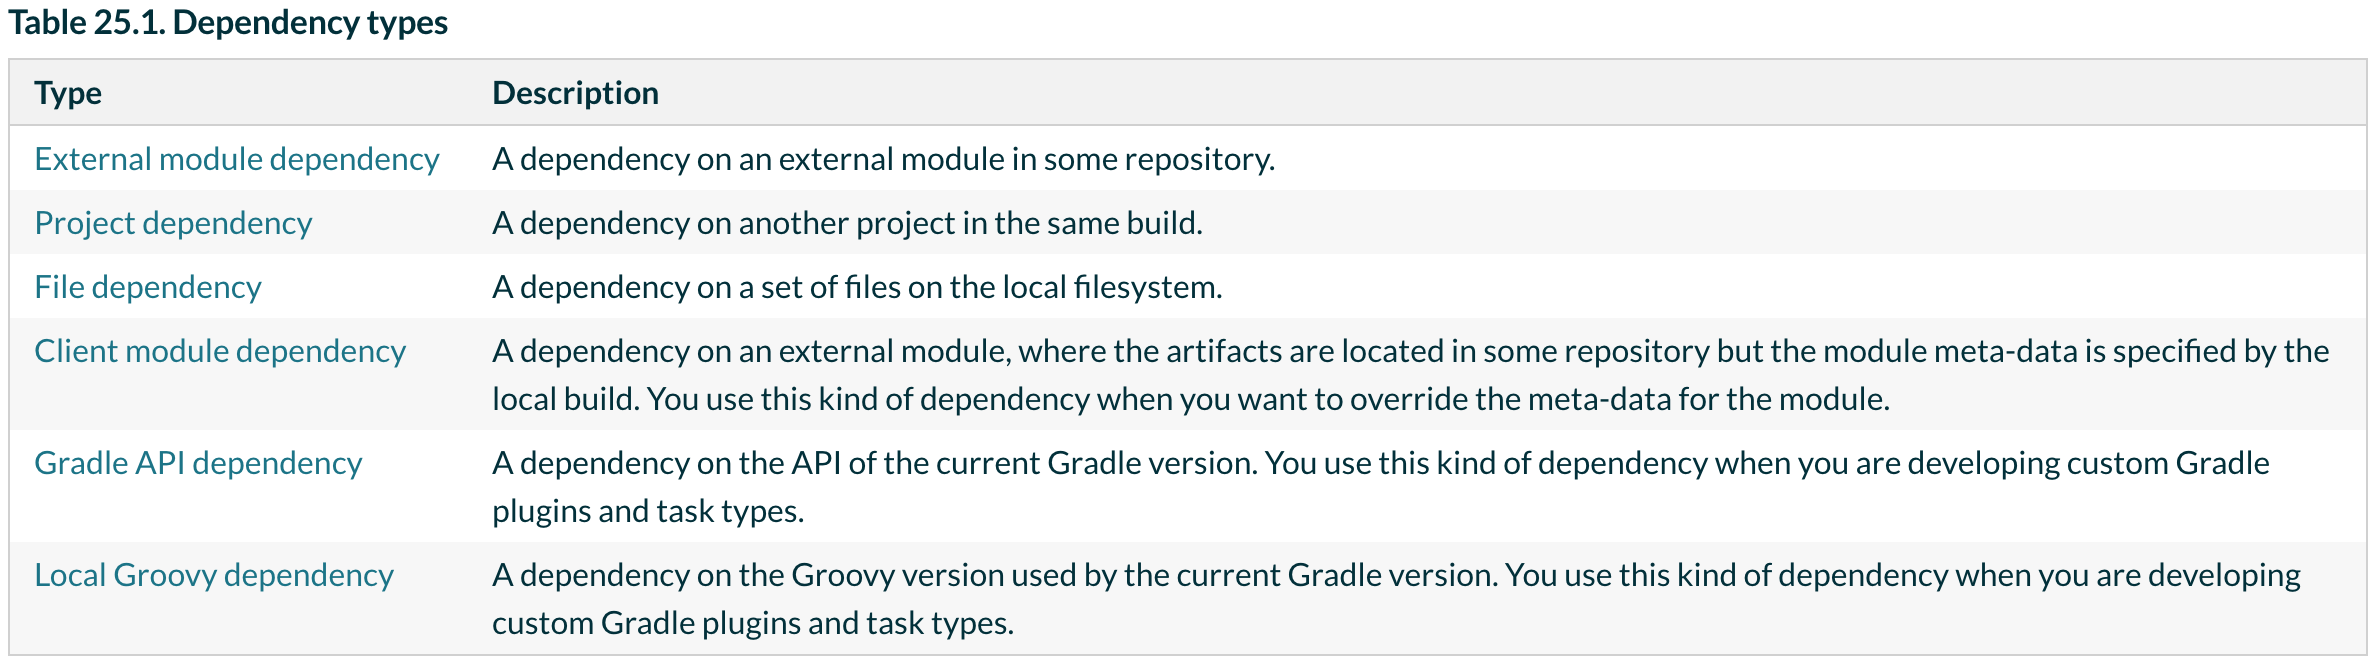 Table 25.1. Dependency types
Type Description
External module dependency A dependency on an external module in some repository.
Project dependency A dependency on another project in the same build.
File dependency A dependency on a set of files on the local filesystem.
Client module dependency A dependency on an external module, where the artifacts are located in some repository but the module meta-data is specified by the
local build. You use this kind of dependency when you want to override the meta-data for the module.
Gradle API dependency A dependency on the API of the current Gradle version. You use this kind of dependency when you are developing custom Gradle
plugins and task types.
Local Groovy dependency A dependency on the Groovy version used by the current Gradle version. You use this kind of dependency when you are developing
custom Gradle plugins and task types.